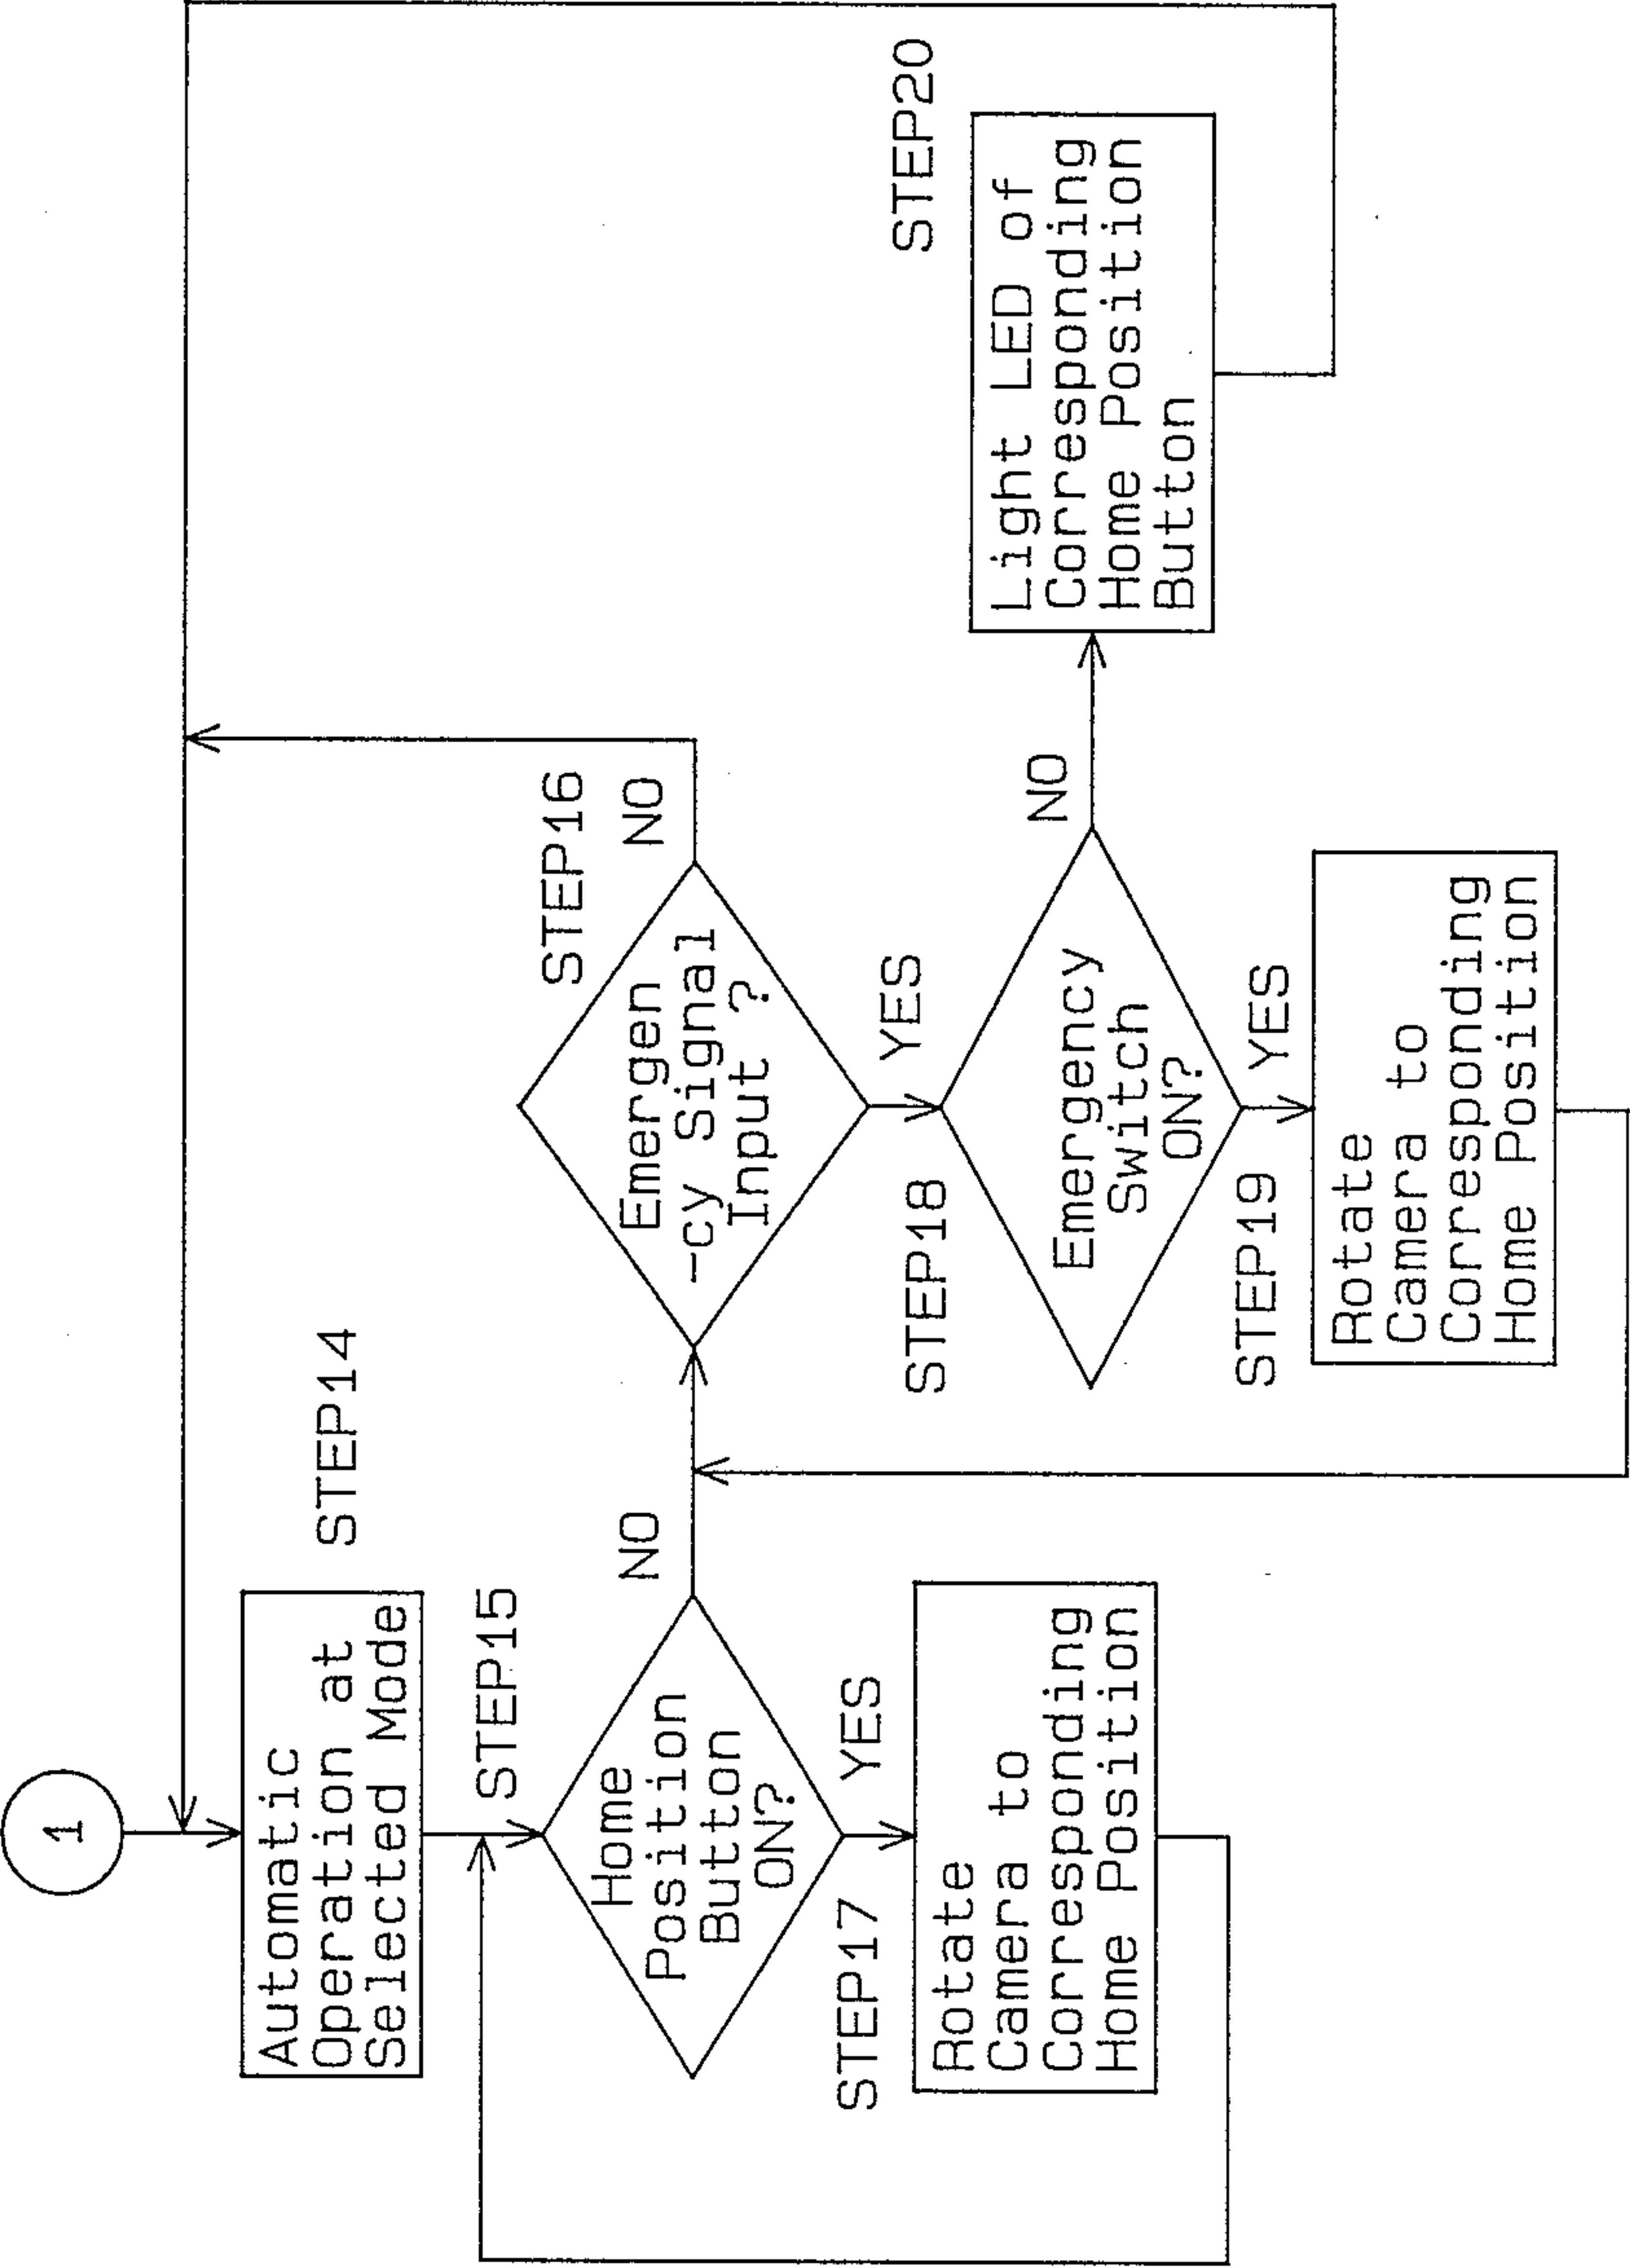 1
Automatic
Operation at
Selected Mode
STEP14
STEP15
Home
Position
Button
ON?
NO
YES
STEP17
Rotate
Camera to
Corresponding
Home Position
STEP16
Emergen
-cy Signal
Input ?
NO
YES
STEP18
Emergency
Switch
ON?
NO
YES
STEP19
Rotate
Camera to
Corresponding
Home Position
STEP20
Light LED of
Corresponding
Home Position
Button